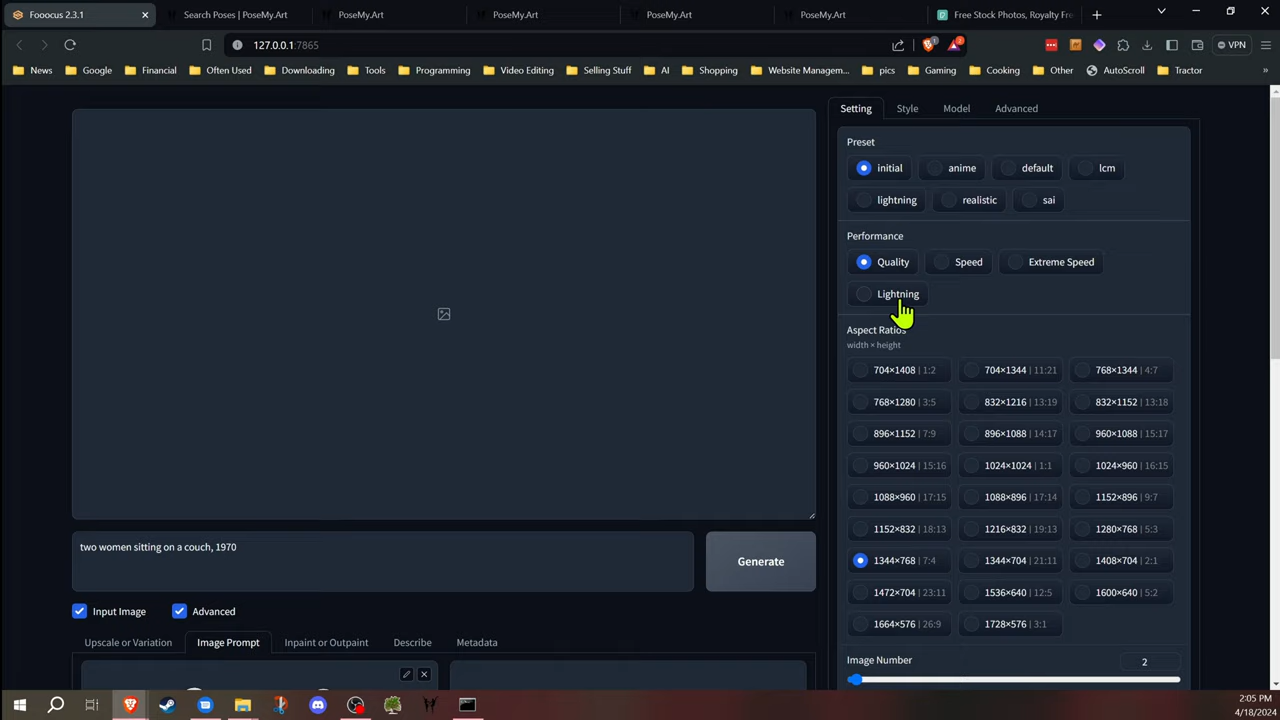 Fooocus 2.3.1
Search Poses | PoseMy.Art
PoseMy.Art
PoseMy.Art
PoseMy.Art
PoseMy.Art
Free Stock Photos, Royalty Fre
127.0.0.1:7865
VPN
News
Google
Financial
Often Used
Downloading
Tools
Programming
Video Editing
Selling Stuff
AI
Shopping
Website Managem...
pics
Gaming
Cooking
Other
AutoScroll
Tractor
Setting
Style
Model
Advanced
Preset
initial
anime
default
lcm
lightning
realistic
sai
Performance
Quality
Speed
Extreme Speed
Lightning
Aspect Ratios
width × height
704×1408 | 1:2
704×1344 | 11:21
768×1344 | 4:7
768×1280 | 3:5
832×1216 | 13:19
832×1152 | 13:18
896×1152 | 7:9
896×1088 | 14:17
960×1088 | 15:17
960×1024 | 15:16
1024×1024 | 1:1
1024×960 | 16:15
1088×960 | 17:15
1088×896 | 17:14
1152×896 | 9:7
1152×832 | 18:13
1216×832 | 19:13
1280×768 | 5:3
1344×768 | 7:4
1344×704 | 21:11
1408×704 | 2:1
1472×704 | 23:11
1536×640 | 12:5
1600×640 | 5:2
1664×576 | 26:9
1728×576 | 3:1
Image Number
2
two women sitting on a couch, 1970
Generate
Input Image
Advanced
Upscale or Variation
Image Prompt
Inpaint or Outpaint
Describe
Metadata
2:05 PM
4/18/2024